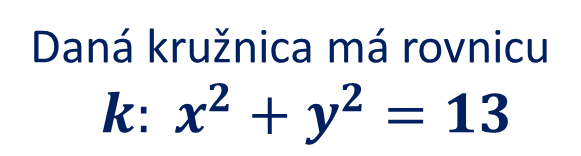 Daná kružnica má rovnicu
k: x² + y² = 13